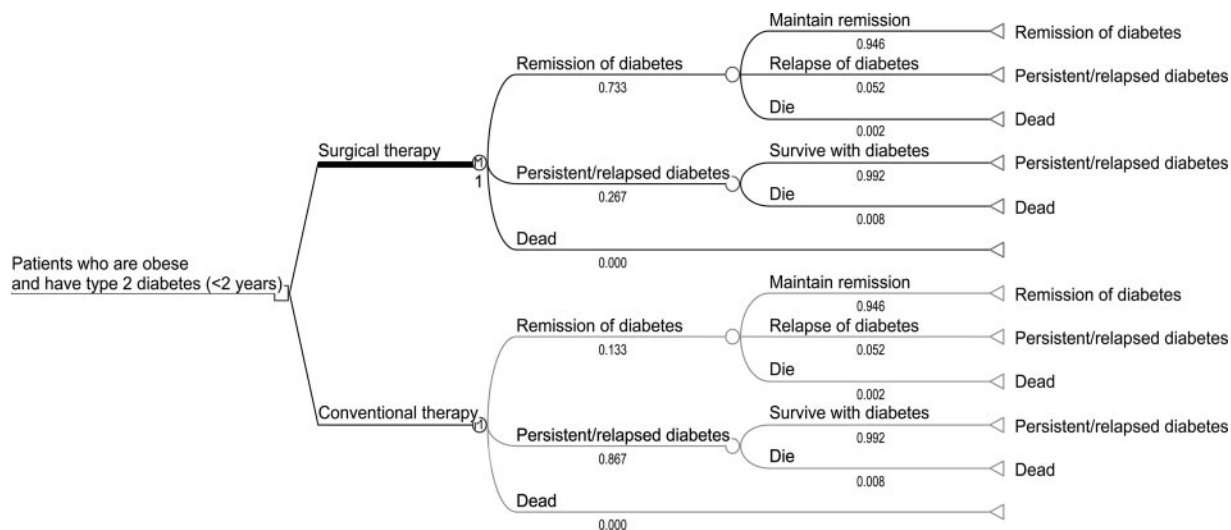 Maintain remission
0.946
Remission of diabetes
Remission of diabetes
0.733
Relapse of diabetes
0.052
Persistent/relapsed diabetes
Die
0.002
Dead
Surgical therapy
M
1
Survive with diabetes
0.992
Persistent/relapsed diabetes
Persistent/relapsed diabetes
0.267
Die
0.008
Dead
Dead
0.000
Patients who are obese
and have type 2 diabetes (<2 years)
Maintain remission
0.946
Remission of diabetes
Remission of diabetes
0.133
Relapse of diabetes
0.052
Persistent/relapsed diabetes
Die
0.002
Dead
Conventional therapy
Survive with diabetes
0.992
Persistent/relapsed diabetes
Persistent/relapsed diabetes
0.867
Die
0.008
Dead
Dead
0.000